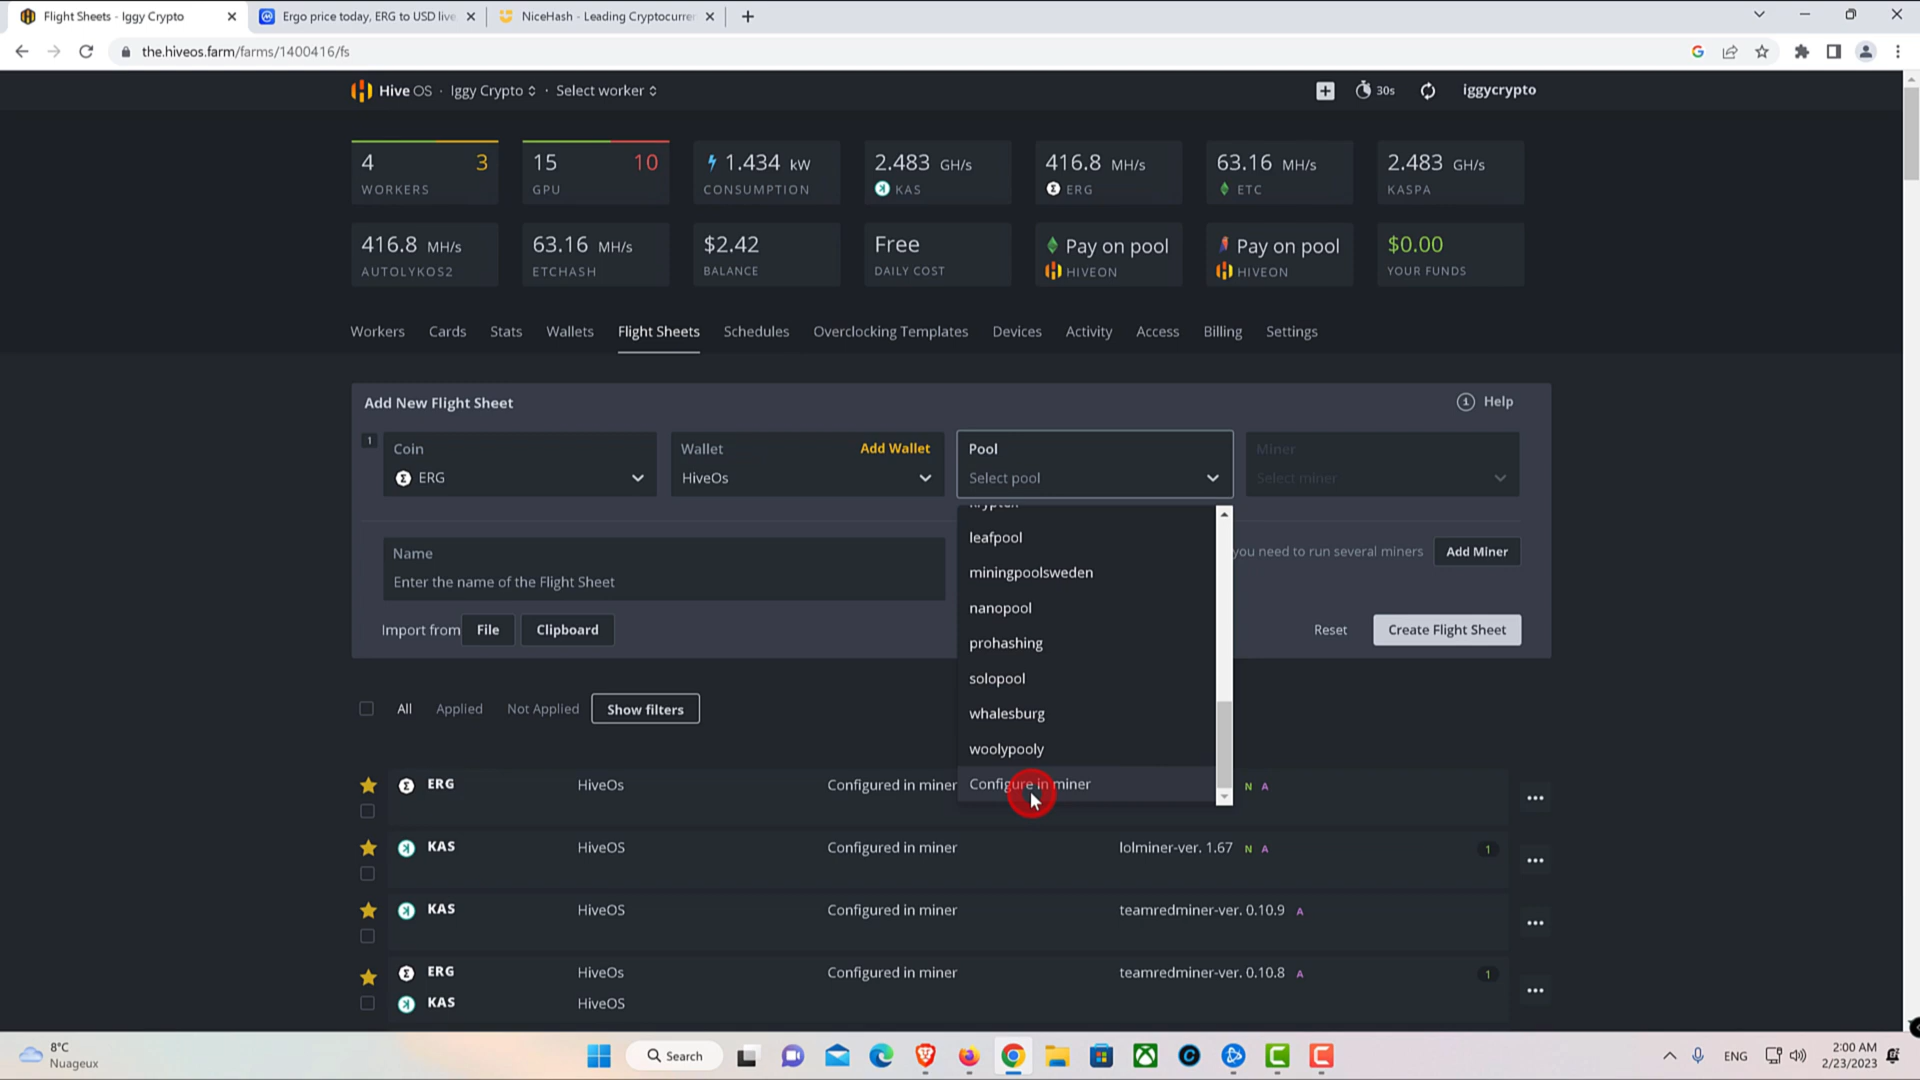 Flight Sheets - Iggy Crypto
Ergo price today, ERG to USD live,
NiceHash - Leading Cryptocurre
the.hiveos.farm/farms/1400416/fs
Hive OS · Iggy Crypto · Select worker
30s
iggycrypto
4 3 WORKERS
15 10 GPU
1.434 kW CONSUMPTION
2.483 GH/s KAS
416.8 MH/s ERG
63.16 MH/s ETC
2.483 GH/s KASPA
416.8 MH/s AUTOLYKOS2
63.16 MH/s ETCHASH
$2.42 BALANCE
Free DAILY COST
Pay on pool HIVEON
Pay on pool HIVEON
$0.00 YOUR FUNDS
Workers Cards Stats Wallets Flight Sheets Schedules Overclocking Templates Devices Activity Access Billing Settings
Add New Flight Sheet
Help
1
Coin
ERG
Wallet Add Wallet
HiveOs
Pool
Select pool
Miner
Select miner
leafpool
miningpoolsweden
nanopool
prohashing
solopool
whalesburg
woolypooly
Configure in miner
Name
Enter the name of the Flight Sheet
you need to run several miners Add Miner
Import from File Clipboard
Reset Create Flight Sheet
All Applied Not Applied Show filters
ERG HiveOs Configured in miner N A
KAS HiveOS Configured in miner lolminer-ver. 1.67 N A 1
KAS HiveOS Configured in miner teamredminer-ver. 0.10.9 A
ERG HiveOs Configured in miner teamredminer-ver. 0.10.8 A 1
KAS HiveOS
8°C
Nuageux
Search
ENG
2:00 AM
2/23/2023